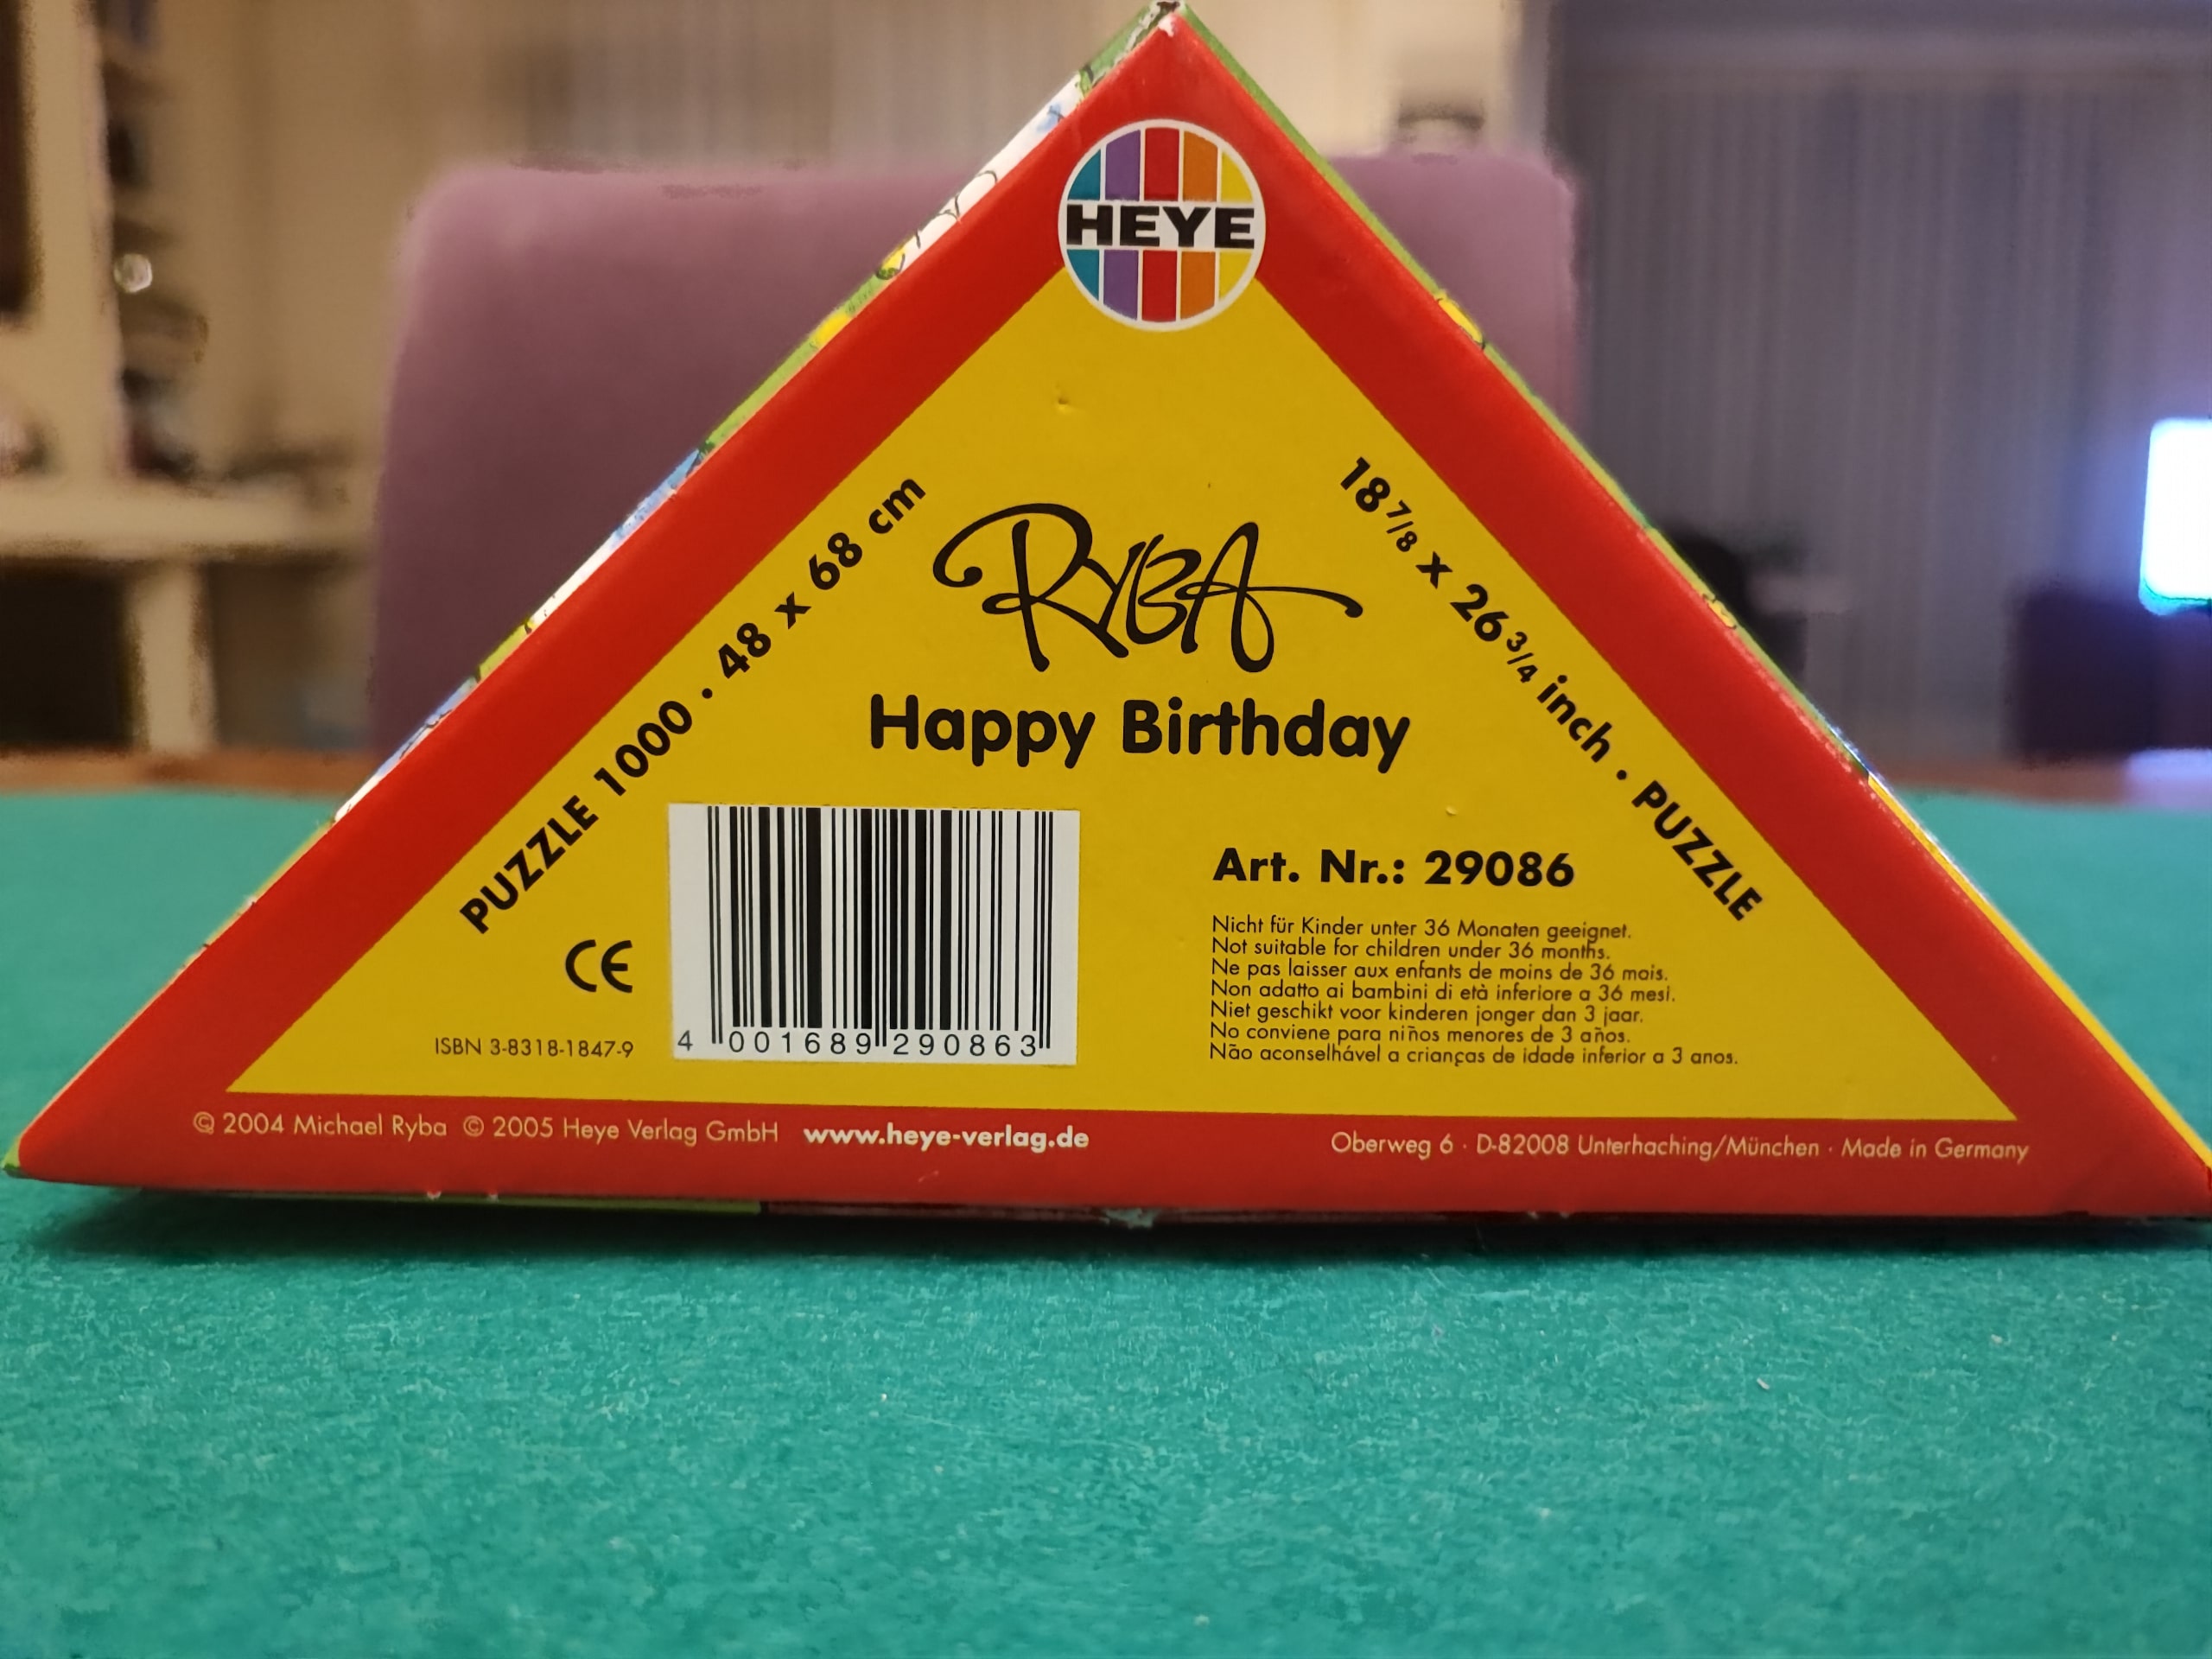 HEYE
PUZZLE 1000 • 48 x 68 cm
18 7/8 x 26 3/4 inch • PUZZLE
RYBA
Happy Birthday
Art. Nr.: 29086
Nicht für Kinder unter 36 Monaten geeignet.
Not suitable for children under 36 months.
Ne pas laisser aux enfants de moins de 36 mois.
Non adatto ai bambini di età inferiore a 36 mesi.
Niet geschikt voor kinderen jonger dan 3 jaar.
No conviene para niños menores de 3 años.
Não aconselhável a crianças de idade inferior a 3 anos.
CE
ISBN 3-8318-1847-9
4 001689 290863
© 2004 Michael Ryba © 2005 Heye Verlag GmbH www.heye-verlag.de
Oberweg 6 · D-82008 Unterhaching/München · Made in Germany